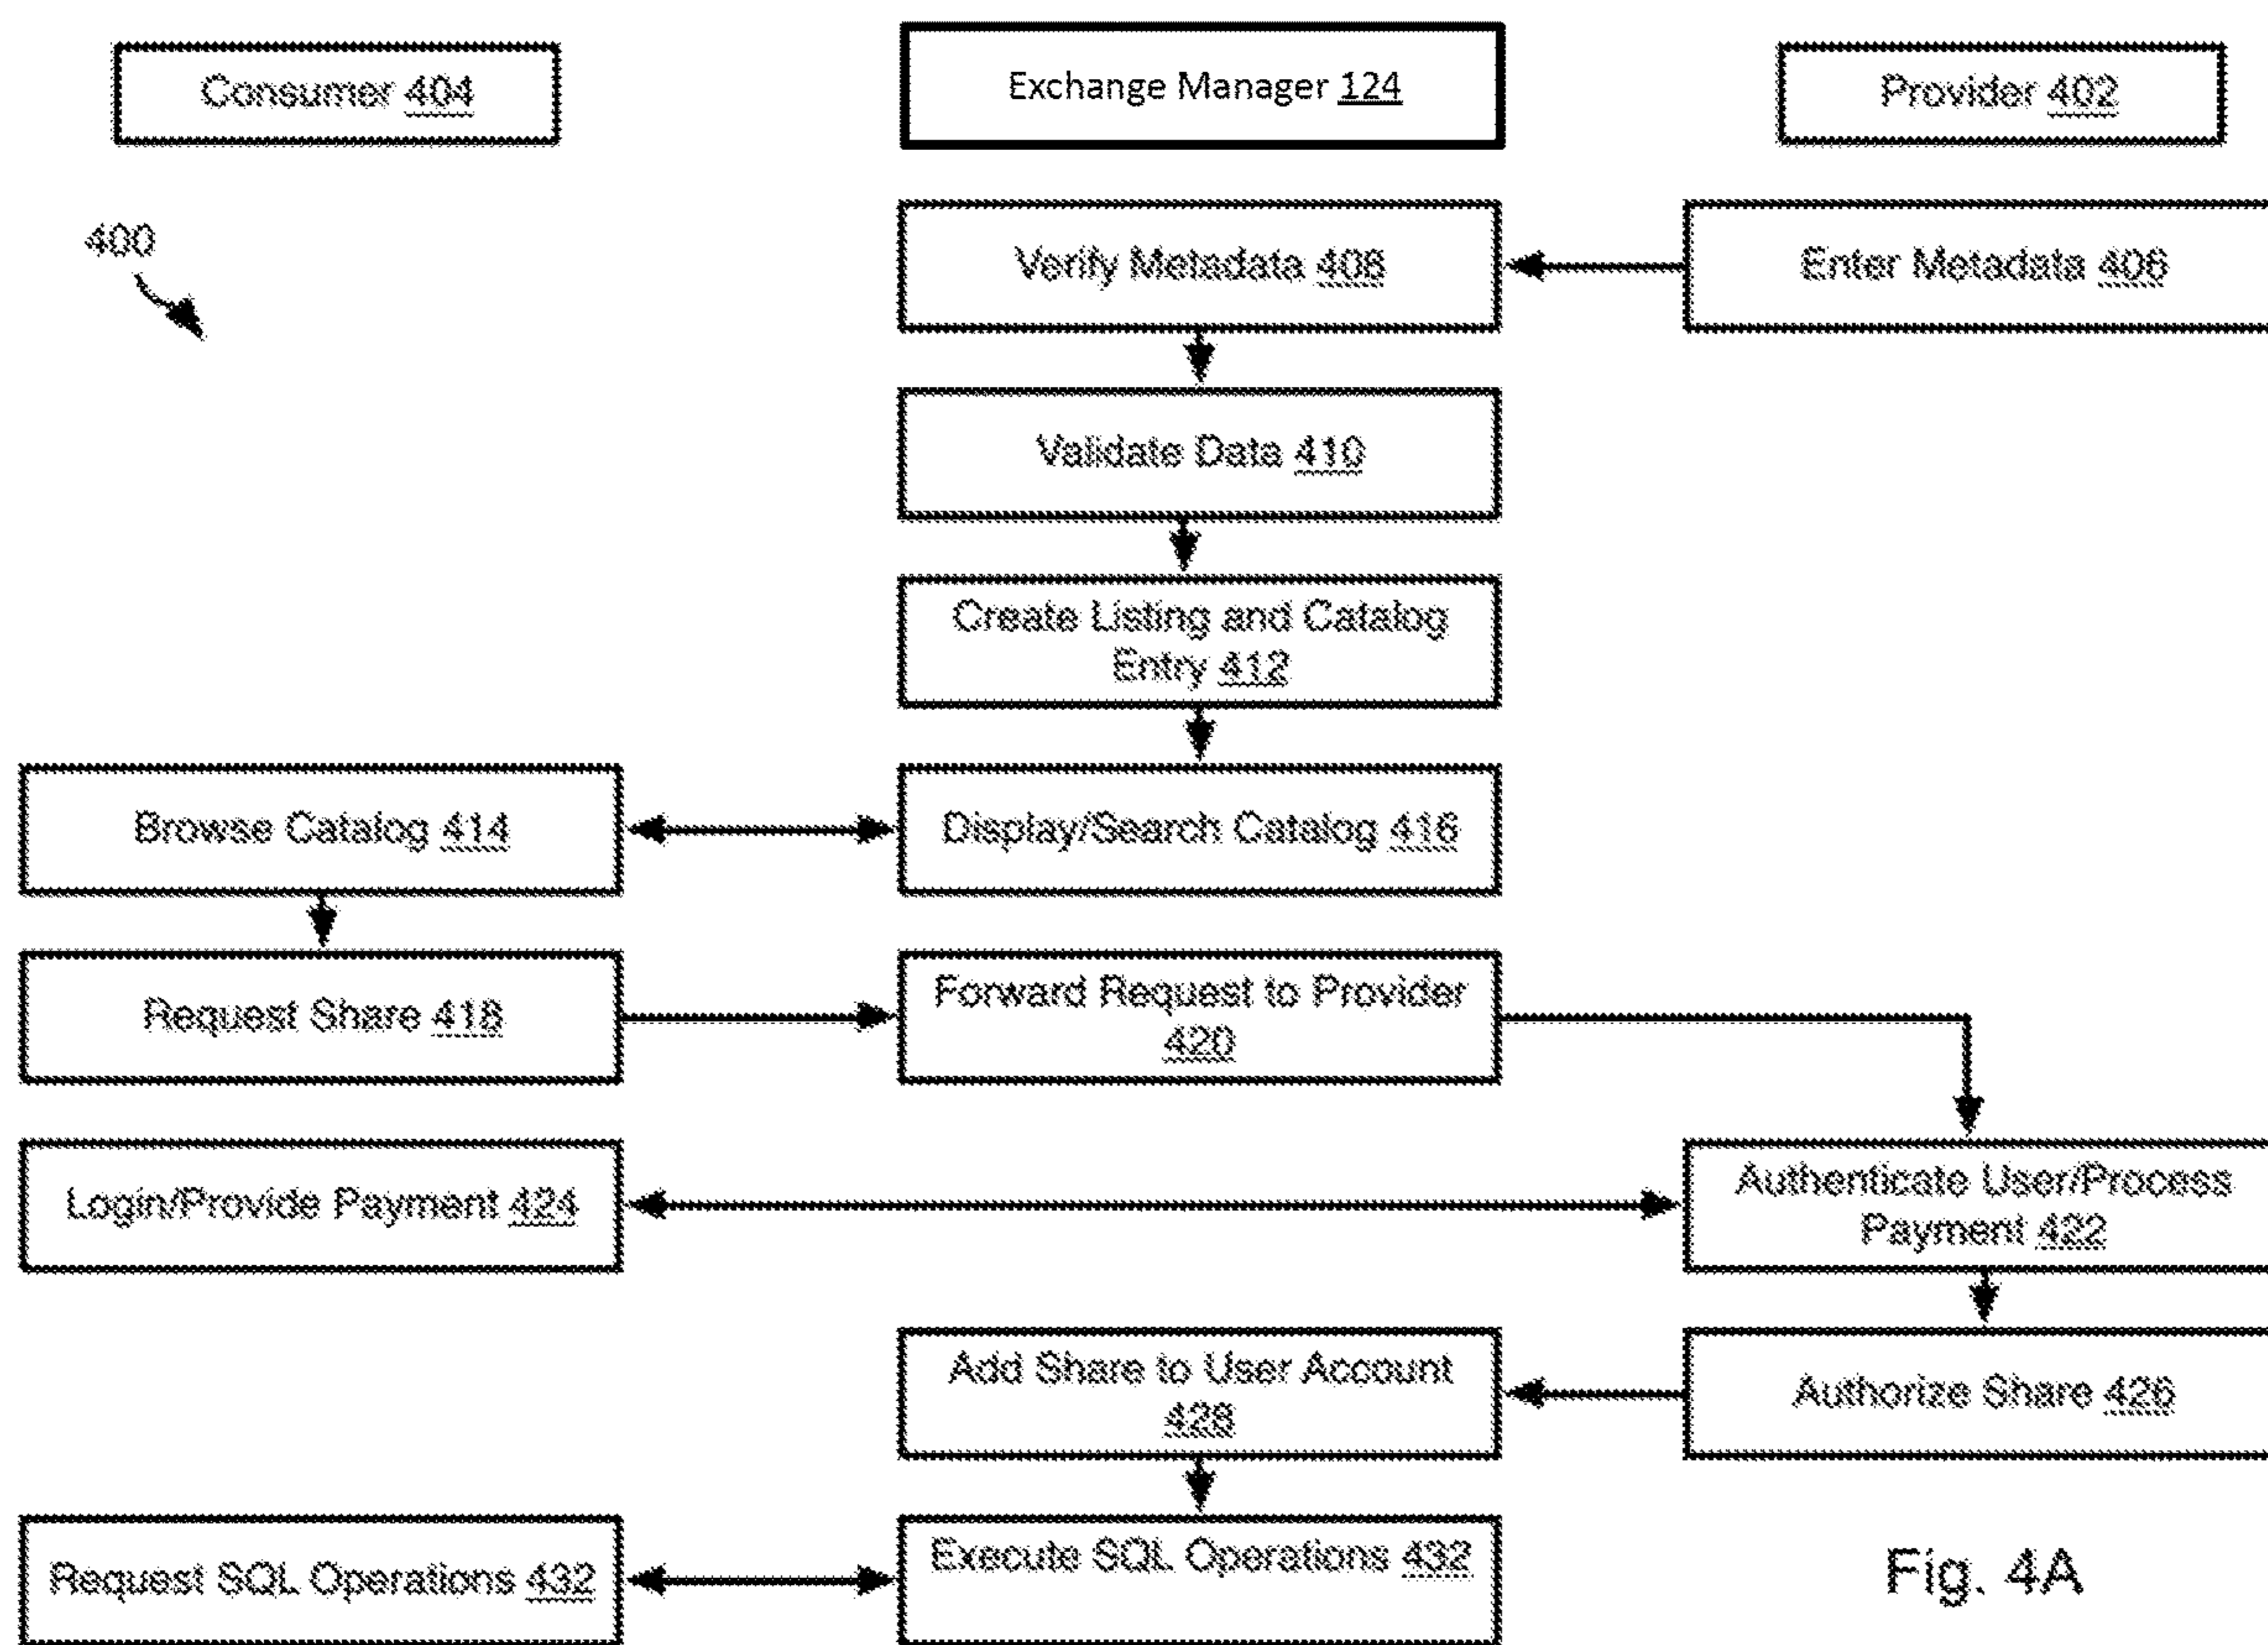 Consumer 404
Exchange Manager 124
Provider 402
400
Verify Metadata 408
Enter Metadata 406
Validate Data 410
Create Listing and Catalog
Entry 412
Browse Catalog 414
Display/Search Catalog 416
Request Share 418
Forward Request to Provider
420
Login/Provide Payment 424
Authenticate User/Process
Payment 422
Add Share to User Account
428
Authorize Share 426
Request SQL Operations 432
Execute SQL Operations 432
Fig. 4A